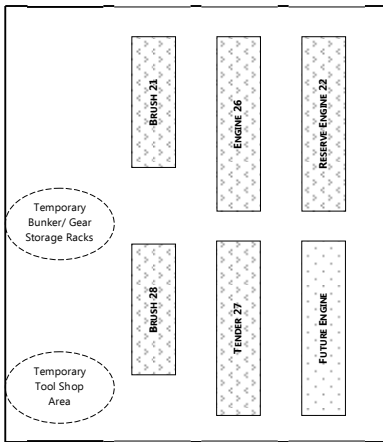 BRUSH 21
ENGINE 26
RESERVE ENGINE 22
Temporary
Bunker/ Gear
Storage Racks
BRUSH 28
TENDER 27
FUTURE ENGINE
Temporary
Tool Shop
Area